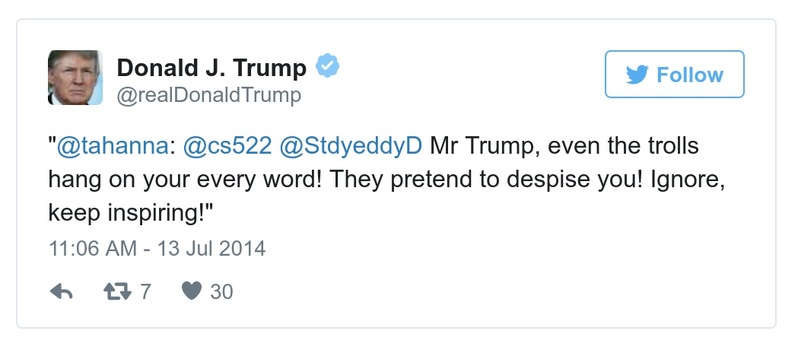 Donald J. Trump
@realDonaldTrump
Follow
"@tahanna: @cs522 @StdyeddyD Mr Trump, even the trolls
hang on your every word! They pretend to despise you! Ignore,
keep inspiring!"
11:06 AM - 13 Jul 2014
7 30